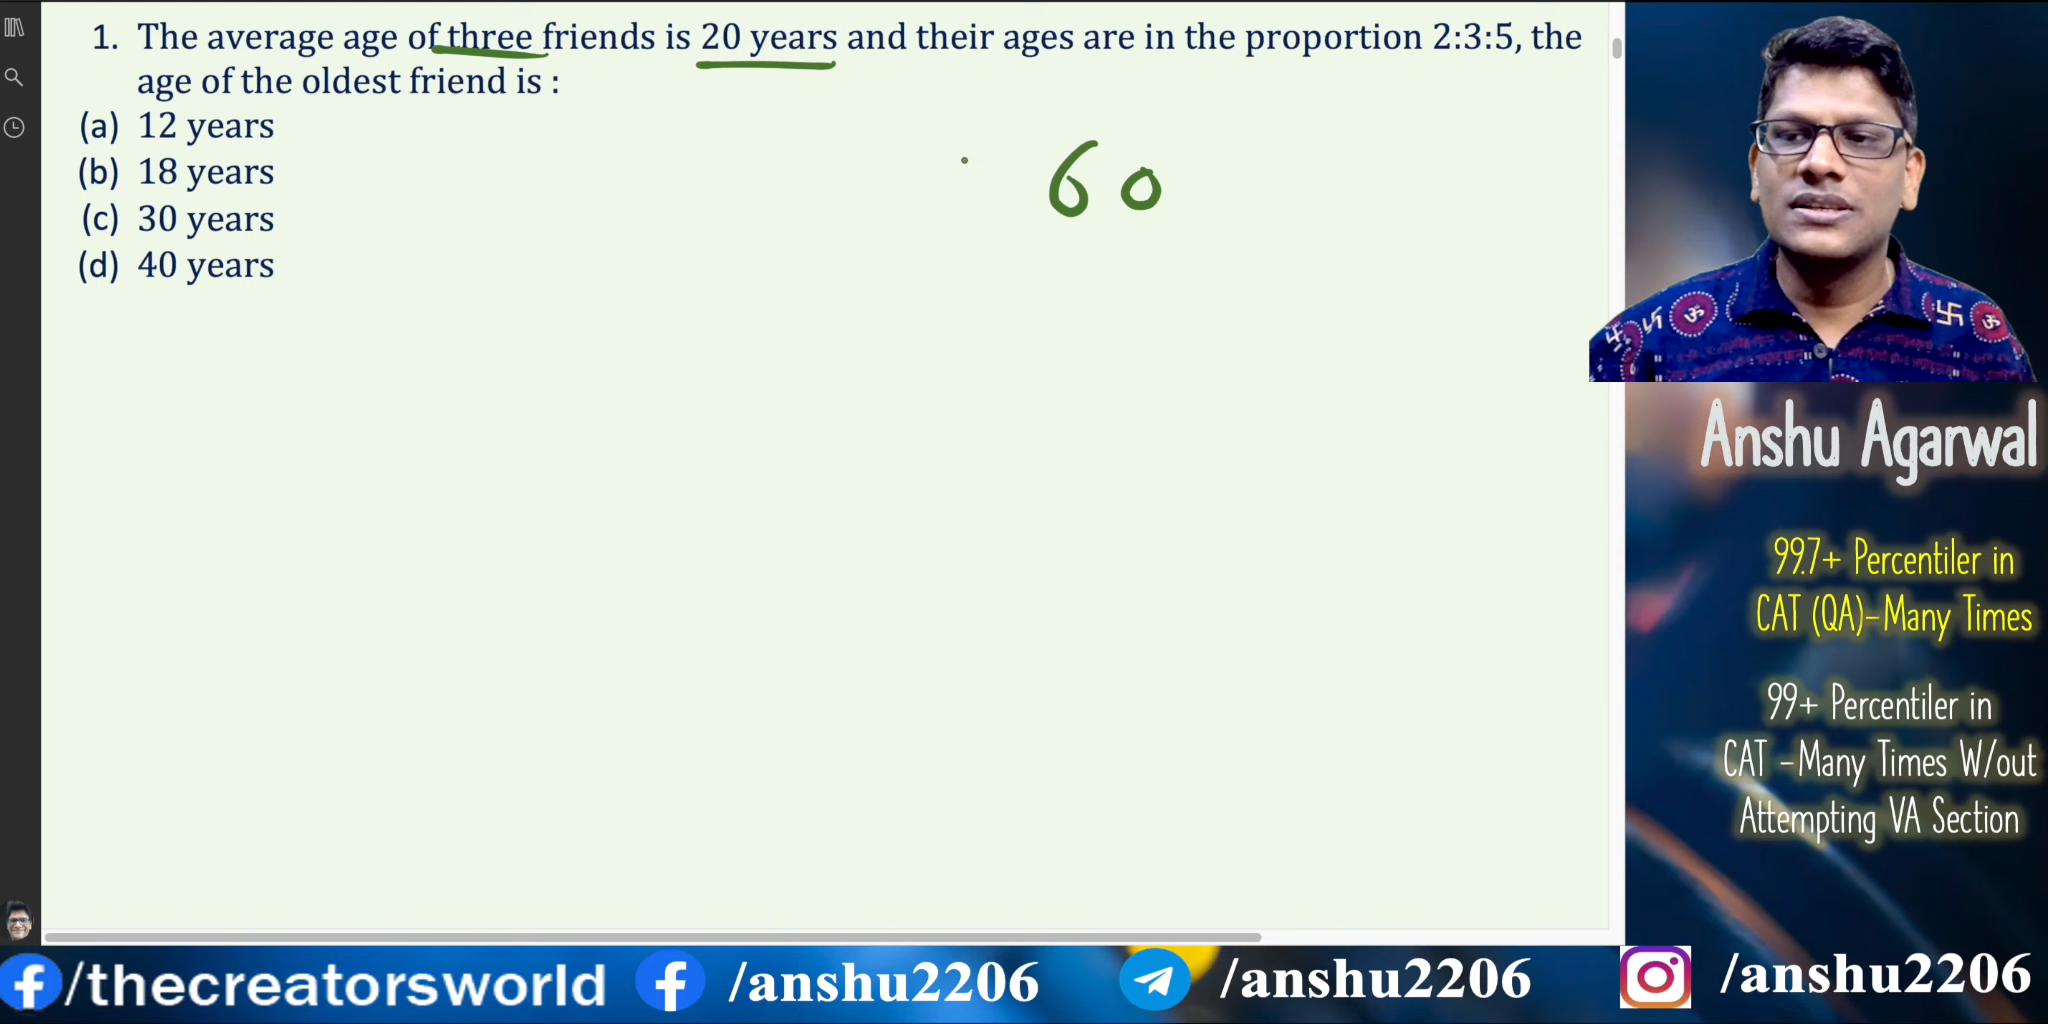 1. The average age of three friends is 20 years and their ages are in the proportion 2:3:5, the
age of the oldest friend is :
(a) 12 years
(b) 18 years
(c) 30 years
(d) 40 years
60
Anshu Agarwal
99.7+ Percentiler in
CAT (QA)-Many Times
99+ Percentiler in
CAT -Many Times W/out
Attempting VA Section
/thecreatorsworld
/anshu2206
/anshu2206
/anshu2206